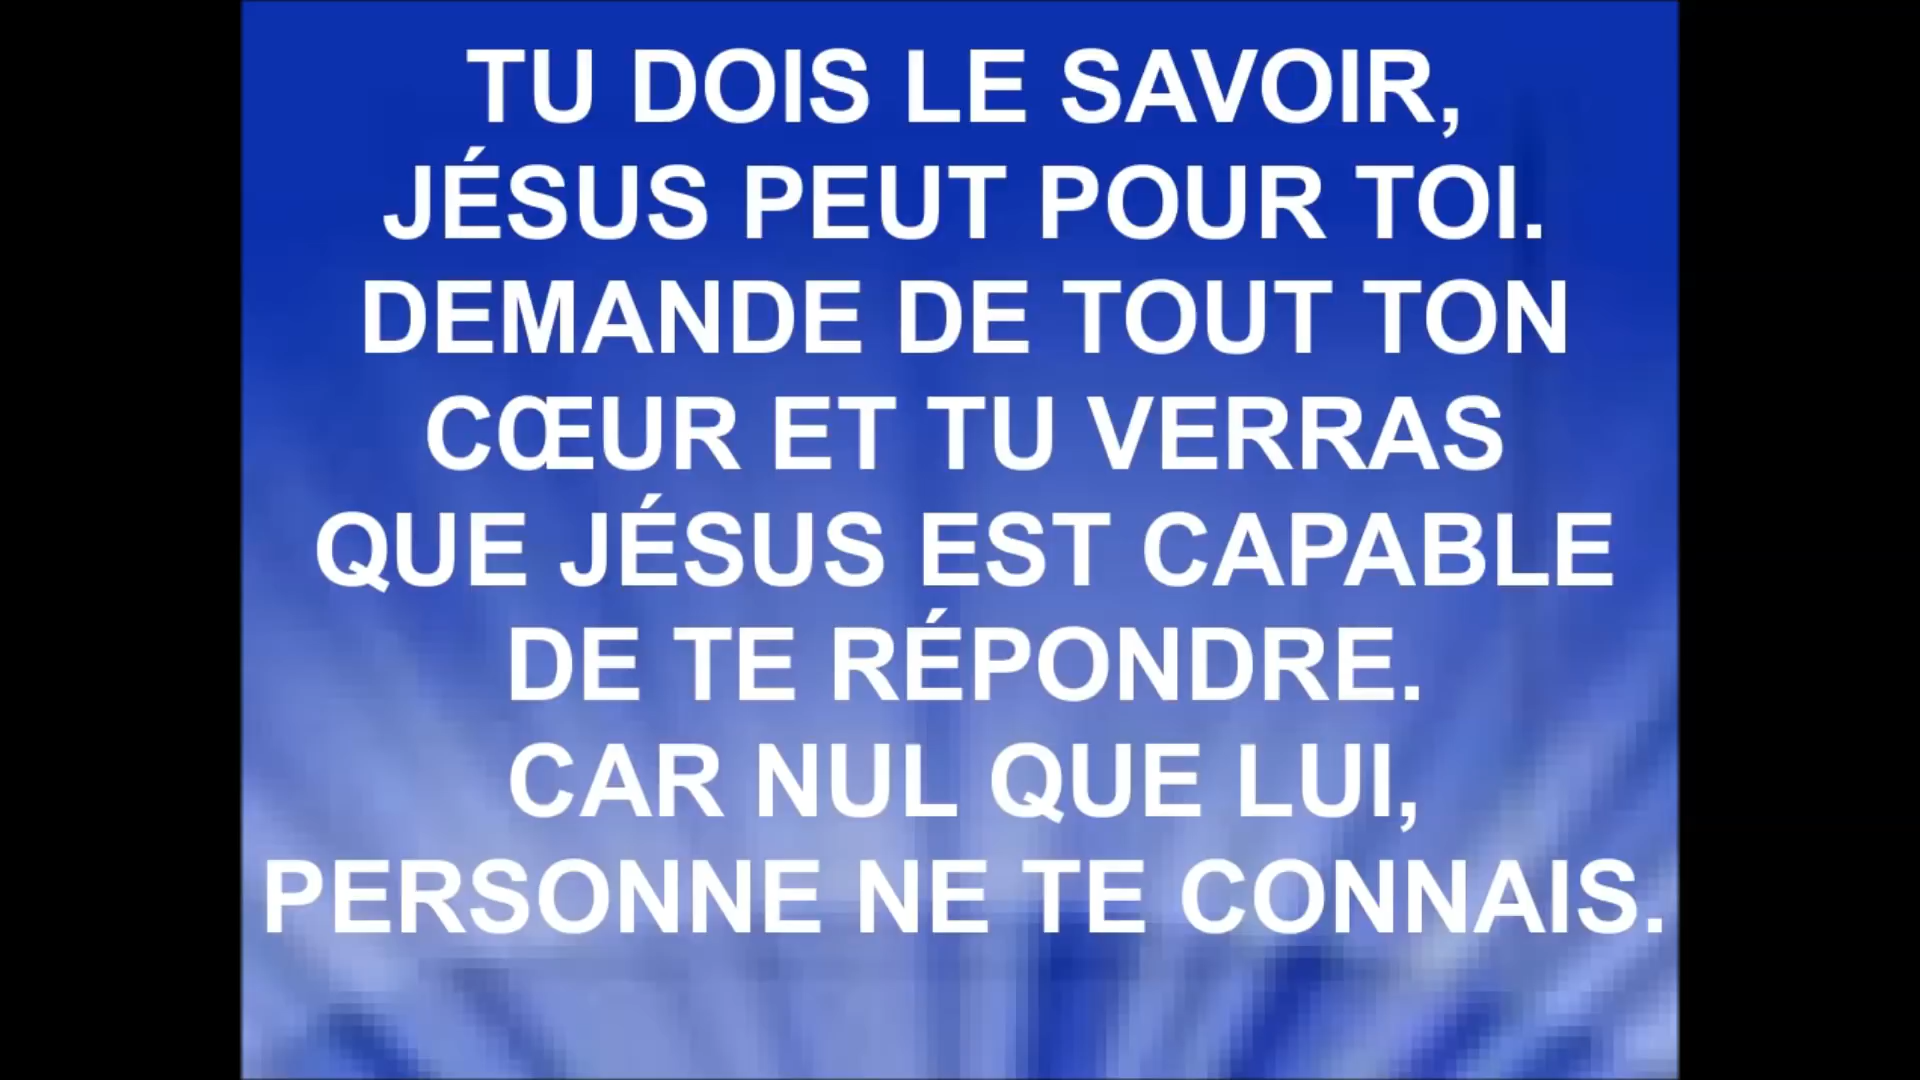 TU DOIS LE SAVOIR,
JÉSUS PEUT POUR TOI.
DEMANDE DE TOUT TON
CŒUR ET TU VERRAS
QUE JÉSUS EST CAPABLE
DE TE RÉPONDRE.
CAR NUL QUE LUI,
PERSONNE NE TE CONNAIS.